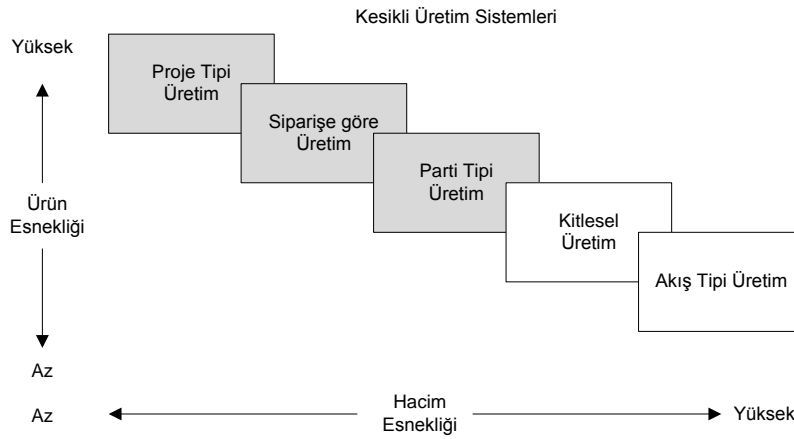 Kesikli Üretim Sistemleri
Yüksek
Proje Tipi
Üretim
Siparişe göre
Üretim
Parti Tipi
Üretim
Kitlesel
Üretim
Akış Tipi Üretim
Ürün
Esnekliği
Az
Az
Hacim
Esnekliği
Yüksek